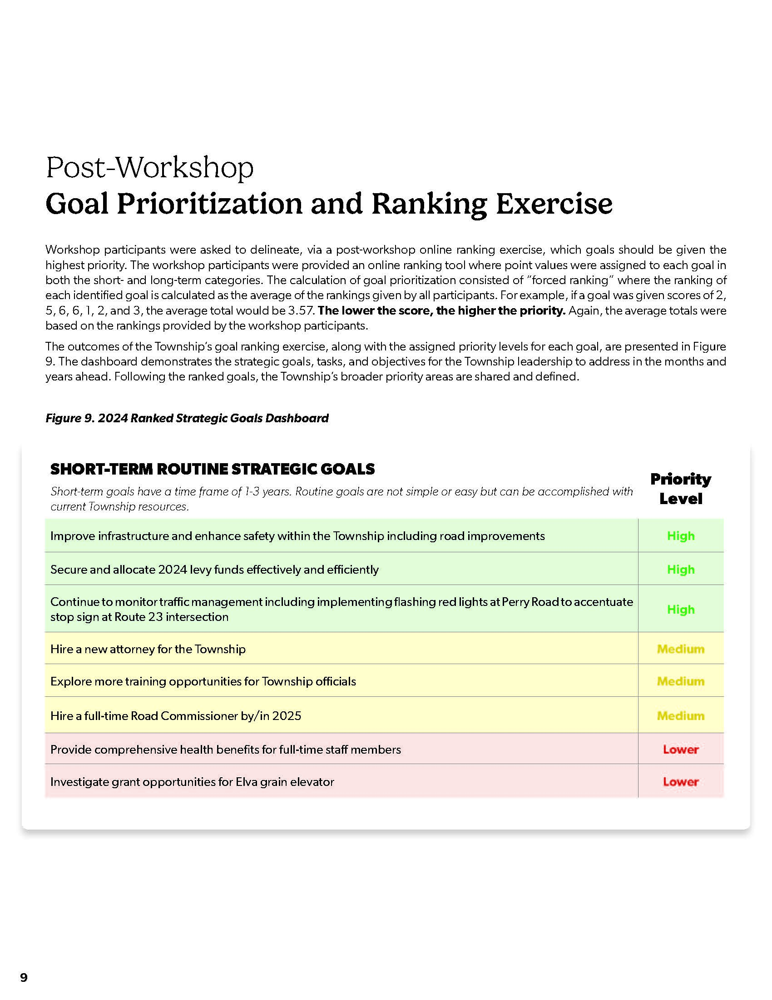 Post-Workshop
Goal Prioritization and Ranking Exercise
Workshop participants were asked to delineate, via a post-workshop online ranking exercise, which goals should be given the
highest priority. The workshop participants were provided an online ranking tool where point values were assigned to each goal in
both the short- and long-term categories. The calculation of goal prioritization consisted of “forced ranking” where the ranking of
each identified goal is calculated as the average of the rankings given by all participants. For example, if a goal was given scores of 2,
5, 6, 6, 1, 2, and 3, the average total would be 3.57. The lower the score, the higher the priority. Again, the average totals were
based on the rankings provided by the workshop participants.
The outcomes of the Township’s goal ranking exercise, along with the assigned priority levels for each goal, are presented in Figure
9. The dashboard demonstrates the strategic goals, tasks, and objectives for the Township leadership to address in the months and
years ahead. Following the ranked goals, the Township’s broader priority areas are shared and defined.
Figure 9. 2024 Ranked Strategic Goals Dashboard
SHORT-TERM ROUTINE STRATEGIC GOALS
Short-term goals have a time frame of 1-3 years. Routine goals are not simple or easy but can be accomplished with
current Township resources.
Priority
Level
Improve infrastructure and enhance safety within the Township including road improvements
High
Secure and allocate 2024 levy funds effectively and efficiently
High
Continue to monitor traffic management including implementing flashing red lights at Perry Road to accentuate
stop sign at Route 23 intersection
High
Hire a new attorney for the Township
Medium
Explore more training opportunities for Township officials
Medium
Hire a full-time Road Commissioner by/in 2025
Medium
Provide comprehensive health benefits for full-time staff members
Lower
Investigate grant opportunities for Elva grain elevator
Lower
9